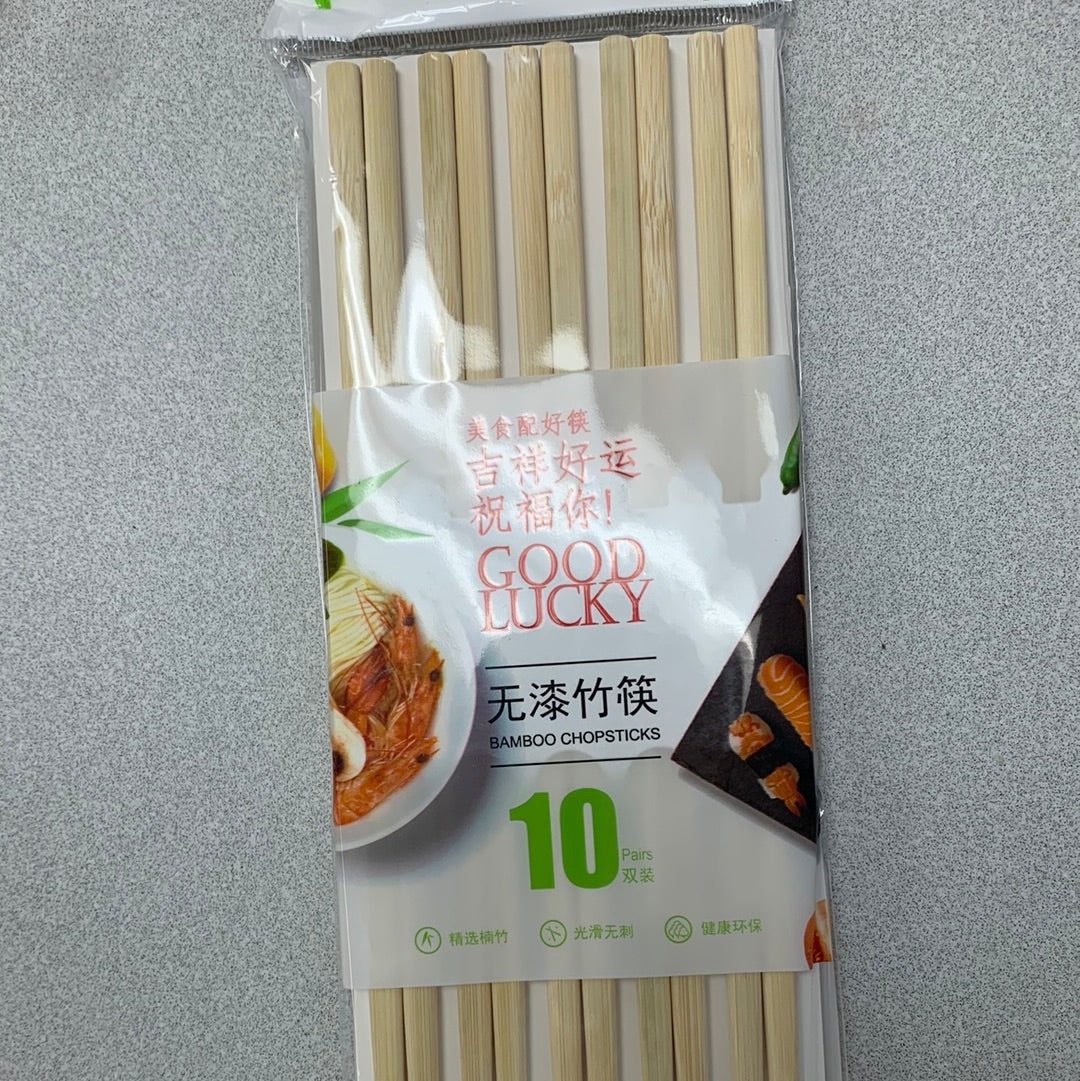 美食配好筷
吉祥好运
祝福你!
GOOD
LUCKY
无漆竹筷
BAMBOO CHOPSTICKS
10
Pairs
双装
精选楠竹
光滑无刺
健康环保